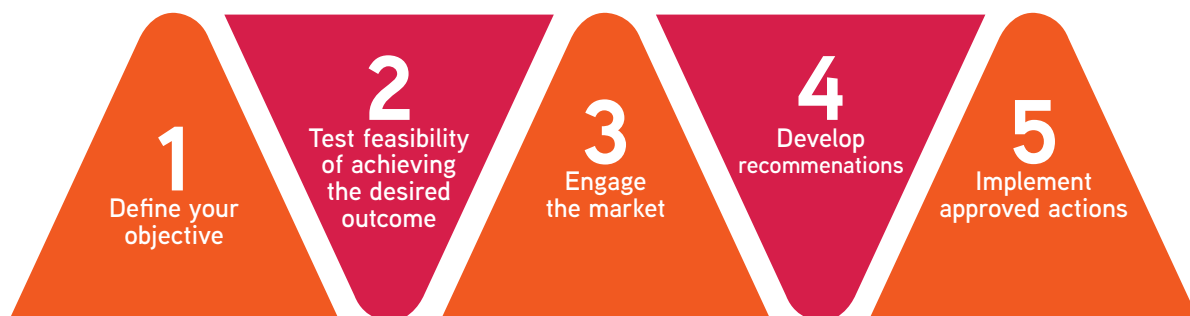 1
Define your
objective
2
Test feasibility
of achieving
the desired
outcome
3
Engage
the market
4
Develop
recommenations
5
Implement
approved actions